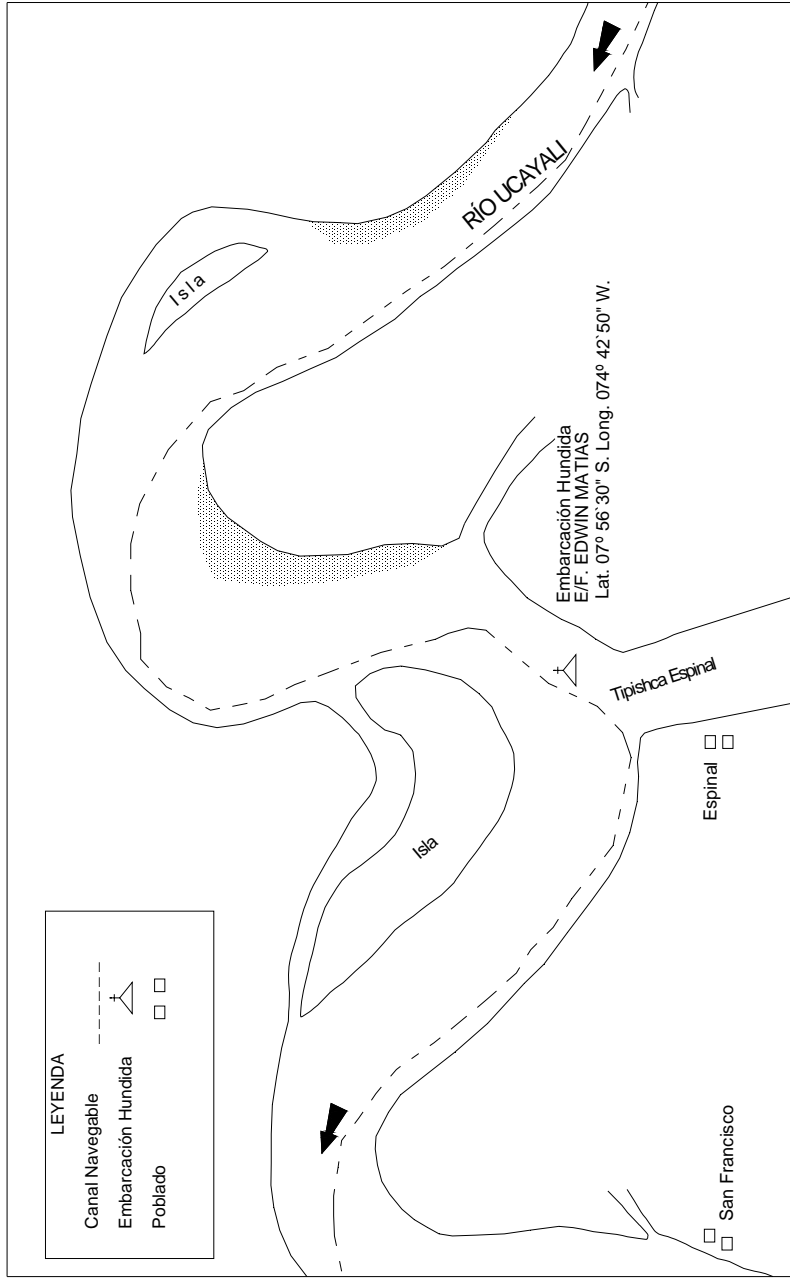 LEYENDA
Canal Navegable
Embarcación Hundida
Poblado
Isla
RÍO UCAYALI
Isla
Embarcación Hundida
E/F. EDWIN MATIAS
Lat. 07º 56`30" S. Long. 074º 42`50" W.
Tipishca Espinal
Espinal
San Francisco